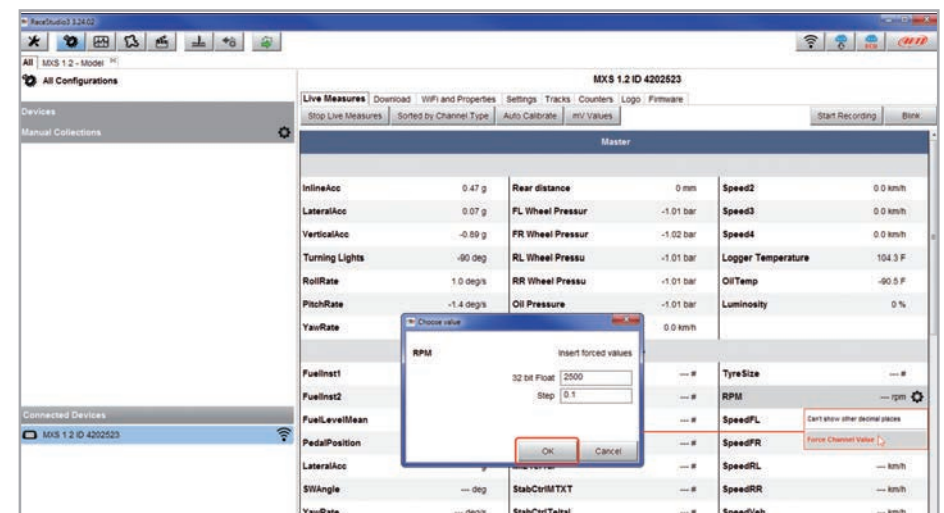 RaceStudio3 3.24.02
ECU
AiM
All MXS 1.2 - Model
All Configurations
Devices
Manual Collections
Connected Devices
MXS 1.2 ID 4202523
MXS 1.2 ID 4202523
Live Measures Download WiFi and Properties Settings Tracks Counters Logo Firmware
Stop Live Measures Sorted by Channel Type Auto Calibrate mV Values Start Recording Blink
Master
InlineAcc 0.47 g Rear distance 0 mm Speed2 0.0 km/h
LateralAcc 0.07 g FL Wheel Pressur -1.01 bar Speed3 0.0 km/h
VerticalAcc -0.89 g FR Wheel Pressur -1.02 bar Speed4 0.0 km/h
Turning Lights -90 deg RL Wheel Pressu -1.01 bar Logger Temperature 104.3 F
RollRate 1.0 deg/s RR Wheel Pressu -1.01 bar OilTemp -90.5 F
PitchRate -1.4 deg/s Oil Pressure -1.01 bar Luminosity 0 %
YawRate 0.0 km/h
FuelInst1 --- # TyreSize --- #
FuelInst2 --- # RPM --- rpm
FuelLevelMean --- # SpeedFL
PedalPosition --- # SpeedFR
LateralAcc g --- # SpeedRL --- km/h
SWAngle --- deg StabCtrlMTXT --- # SpeedRR --- km/h
YawRate --- deg/s StabCtrlTeltal --- # SpeedVeh --- km/h
Choose value
RPM Insert forced values
32 bit Float 2500
Step 0.1
OK Cancel
Can't show other decimal places
Force Channel Value